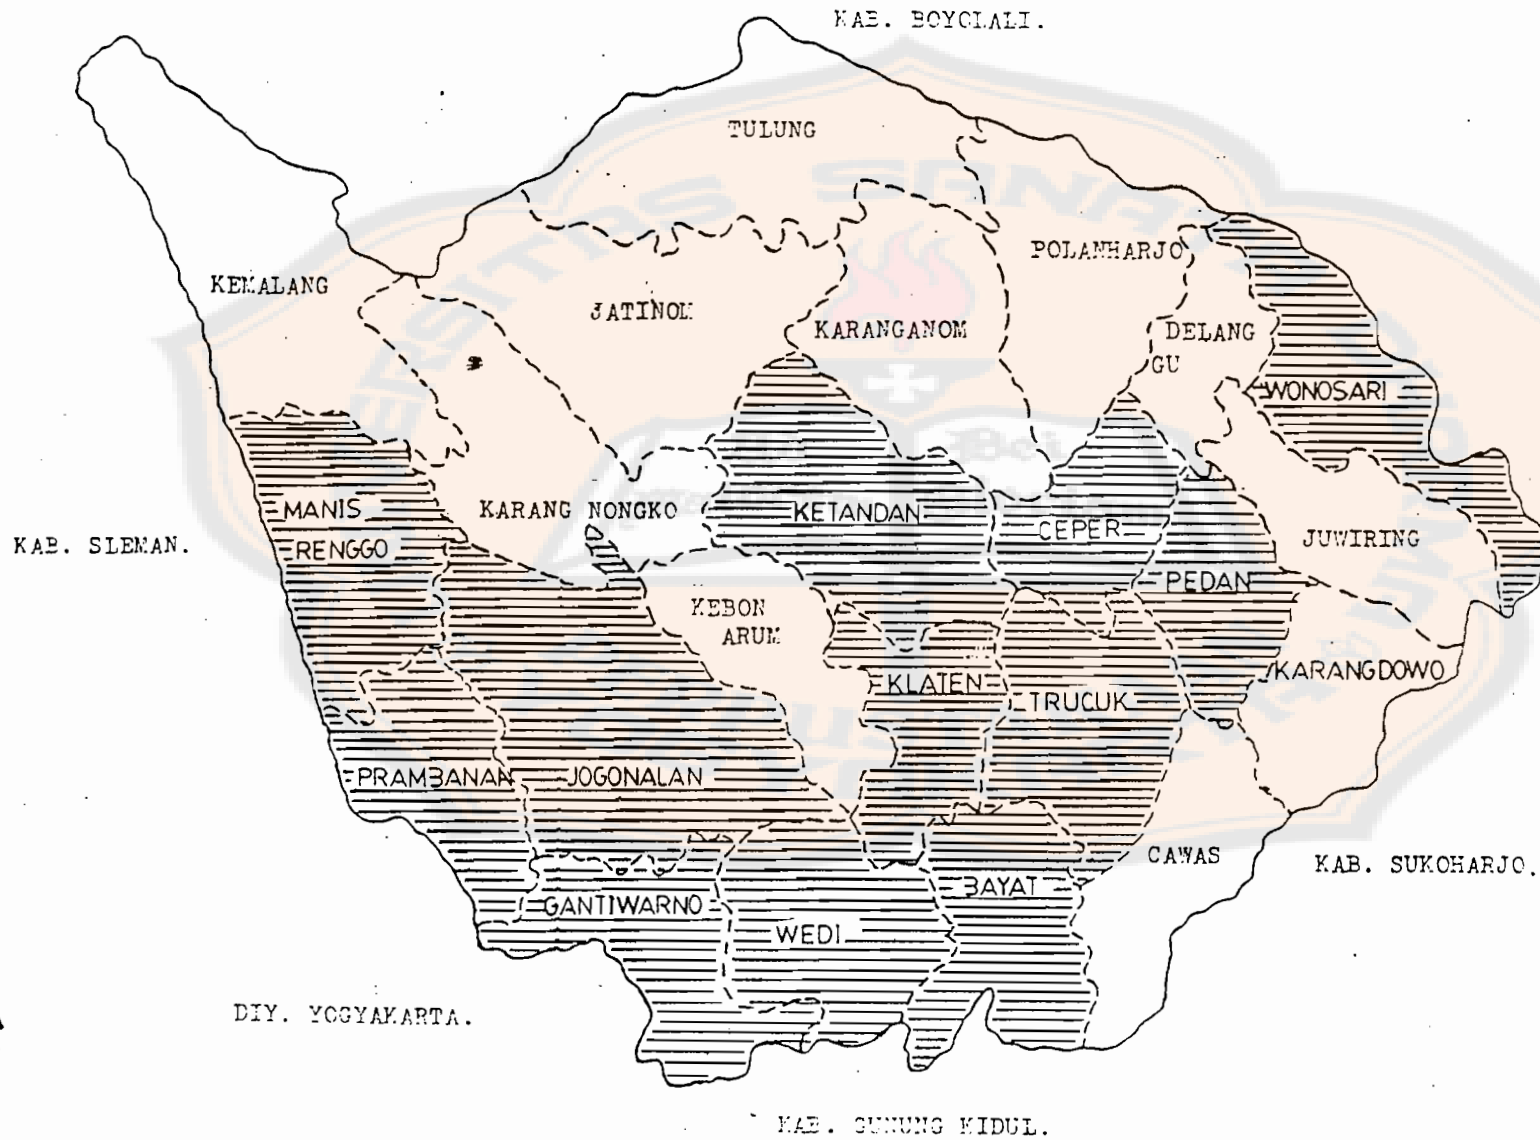 KAB. BOYOLALI.
TULUNG
POLANHARJO
KEMALANG
JATINOM
KARANGANOM
DELANG
GU
WONOSARI
MANIS
RENGGO
KARANG NONGKO
KETANDAN
CEPER
JUWIRING
KAB. SLEMAN.
PEDAN
KEBON
ARUM
KLATEN
TRUCUK
KARANGDOWO
PRAMBANAN
JOGONALAN
CAWAS
KAB. SUKOHARJO.
BAYAT
GANTIWARNO
WEDI
DIY. YOGYAKARTA.
KAB. GUNUNG KIDUL.